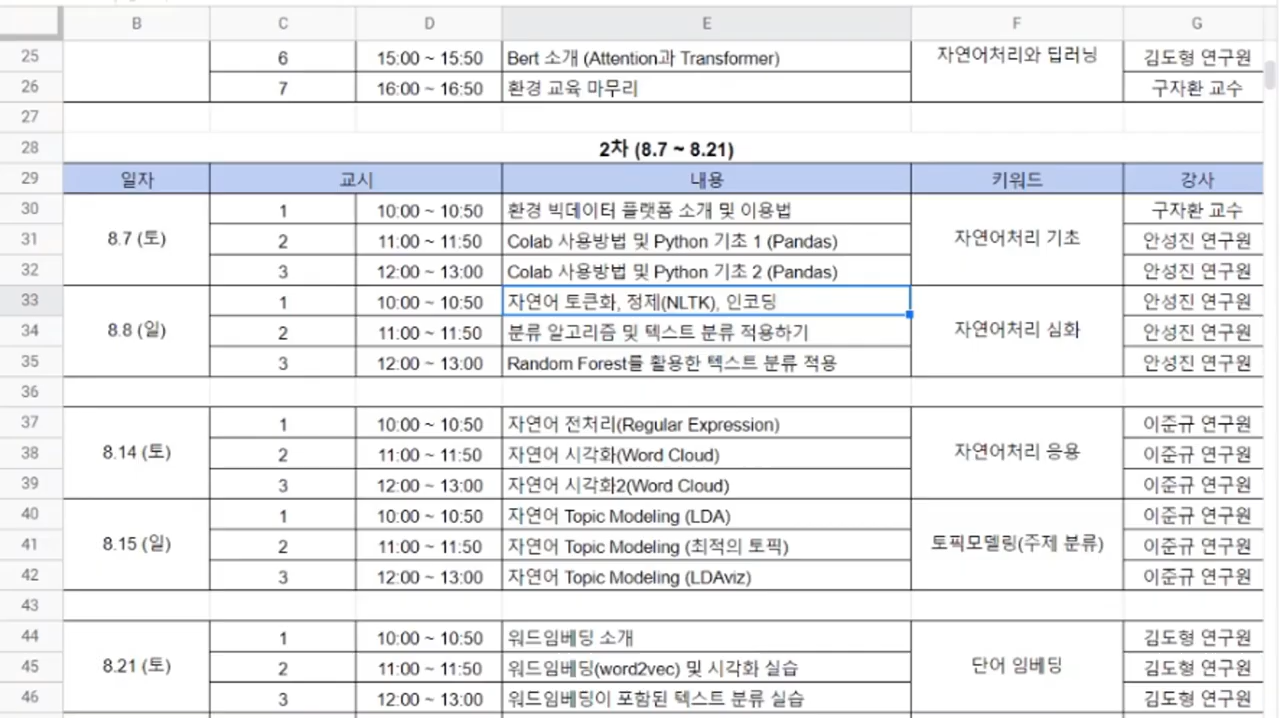 B C D E F G
25 6 15:00 ~ 15:50 Bert 소개 (Attention과 Transformer) 자연어처리와 딥러닝 김도형 연구원
26 7 16:00 ~ 16:50 환경 교육 마무리 구자환 교수
27
28 2차 (8.7 ~ 8.21)
29 일자 교시 내용 키워드 강사
30 1 10:00 ~ 10:50 환경 빅데이터 플랫폼 소개 및 이용법 구자환 교수
31 8.7 (토) 2 11:00 ~ 11:50 Colab 사용방법 및 Python 기초 1 (Pandas) 자연어처리 기초 안성진 연구원
32 3 12:00 ~ 13:00 Colab 사용방법 및 Python 기초 2 (Pandas) 안성진 연구원
33 1 10:00 ~ 10:50 자연어 토큰화, 정제(NLTK), 인코딩 안성진 연구원
34 8.8 (일) 2 11:00 ~ 11:50 분류 알고리즘 및 텍스트 분류 적용하기 자연어처리 심화 안성진 연구원
35 3 12:00 ~ 13:00 Random Forest를 활용한 텍스트 분류 적용 안성진 연구원
36
37 1 10:00 ~ 10:50 자연어 전처리(Regular Expression) 이준규 연구원
38 8.14 (토) 2 11:00 ~ 11:50 자연어 시각화(Word Cloud) 자연어처리 응용 이준규 연구원
39 3 12:00 ~ 13:00 자연어 시각화2(Word Cloud) 이준규 연구원
40 1 10:00 ~ 10:50 자연어 Topic Modeling (LDA) 이준규 연구원
41 8.15 (일) 2 11:00 ~ 11:50 자연어 Topic Modeling (최적의 토픽) 토픽모델링(주제 분류) 이준규 연구원
42 3 12:00 ~ 13:00 자연어 Topic Modeling (LDAviz) 이준규 연구원
43
44 1 10:00 ~ 10:50 워드임베딩 소개 김도형 연구원
45 8.21 (토) 2 11:00 ~ 11:50 워드임베딩(word2vec) 및 시각화 실습 단어 임베딩 김도형 연구원
46 3 12:00 ~ 13:00 워드임베딩이 포함된 텍스트 분류 실습 김도형 연구원